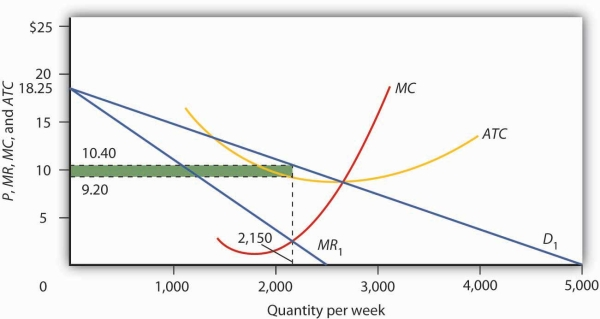 $25
20
18.25
15
10
5
0
P, MR, MC, and ATC
10.40
9.20
2,150
MC
ATC
MR1
D1
1,000
2,000
3,000
4,000
5,000
Quantity per week